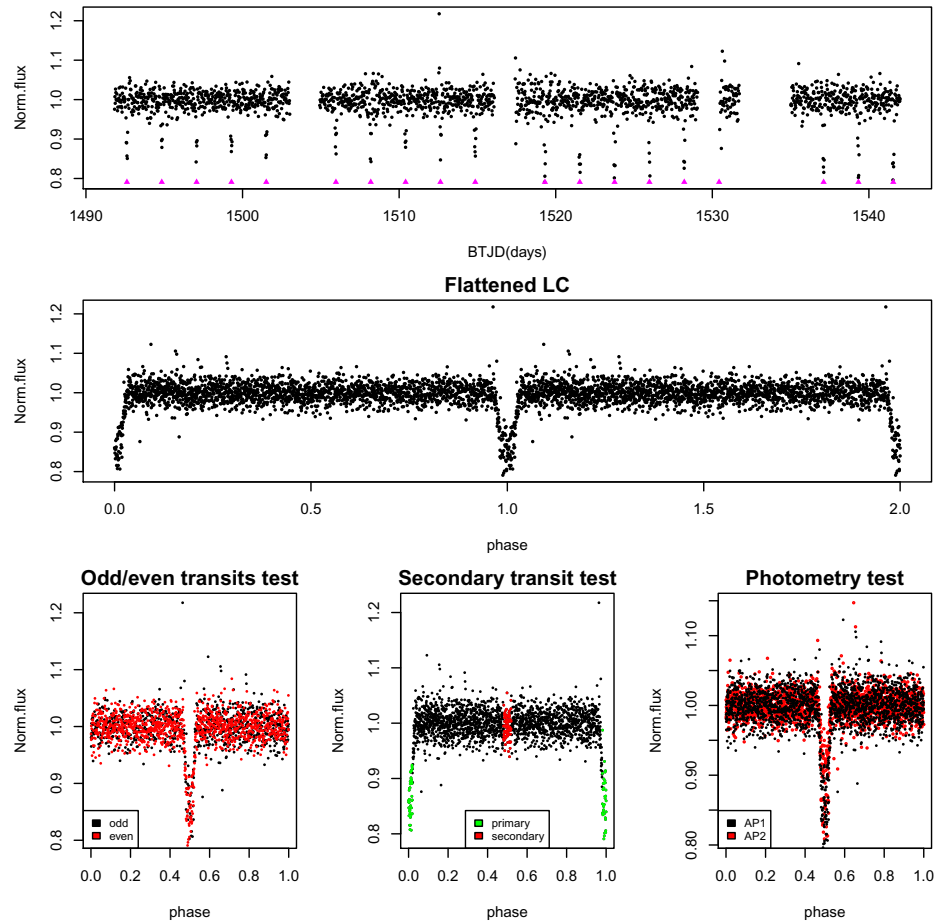 Norm.flux
0.8 0.9 1.0 1.1 1.2
1490 1500 1510 1520 1530 1540
BTJD(days)
Flattened LC
Norm.flux
0.8 0.9 1.0 1.1 1.2
0.0 0.5 1.0 1.5 2.0
phase
Odd/even transits test
Norm.flux
0.8 0.9 1.0 1.1 1.2
odd
even
0.0 0.2 0.4 0.6 0.8 1.0
phase
Secondary transit test
Norm.flux
0.8 0.9 1.0 1.1 1.2
primary
secondary
0.0 0.2 0.4 0.6 0.8 1.0
phase
Photometry test
Norm.flux
0.80 0.90 1.00 1.10
AP1
AP2
0.0 0.2 0.4 0.6 0.8 1.0
phase